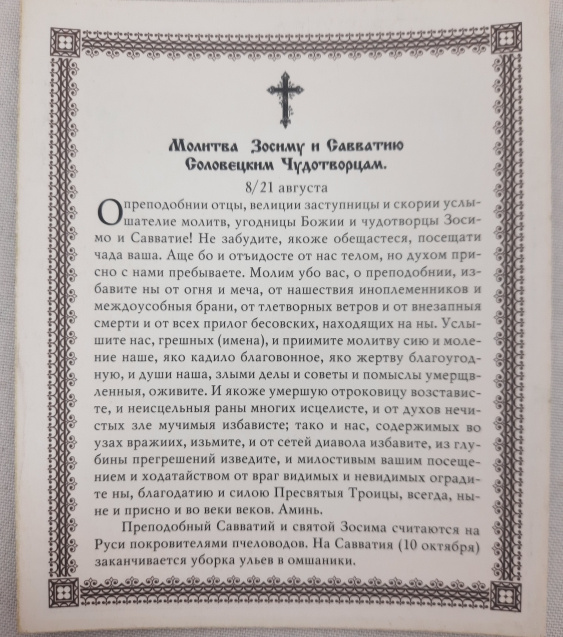 Молитва Зосиму и Савватию
Соловецким Чудотворцам.
8/21 августа
О преподобнии отцы, велиции заступницы и скории услы-
шателие молитв, угодницы Божии и чудотворцы Зоси-
мо и Савватие! Не забудите, якоже обещастеся, посещати
чада ваша. Аще бо и отъидосте от нас телом, но духом при-
сно с нами пребываете. Молим убо вас, о преподобнии, из-
бавите ны от огня и меча, от нашествия иноплеменников и
междоусобныя брани, от тлетворных ветров и от внезапныя
смерти и от всех прилог бесовских, находящих на ны. Услы-
шите нас, грешных (имена), и приимите молитву сию и моле-
ние наше, яко кадило благовонное, яко жертву благоугод-
ную, и души наша, злыми делы и советы и помыслы умерщв-
ленныя, оживите. И якоже умершую отроковицу возстависс-
те, и неисцельныя раны многих исцелисте, и от духов нечи-
стых зле мучимыя избависте; тако и нас, содержимых во
узах вражиих, изьмите, и от сетей диавола избавите, из глу-
бины прегрешений изведите, и милостивым вашим посеще-
нием и ходатайством от враг видимых и невидимых огради-
те ны, благодатию и силою Пресвятыя Троицы, всегда, ны-
не и присно и во веки веков. Аминь.
Преподобный Савватий и святой Зосима считаются на
Руси покровителями пчеловодов. На Савватия (10 октября)
заканчивается уборка ульев в омшаники.